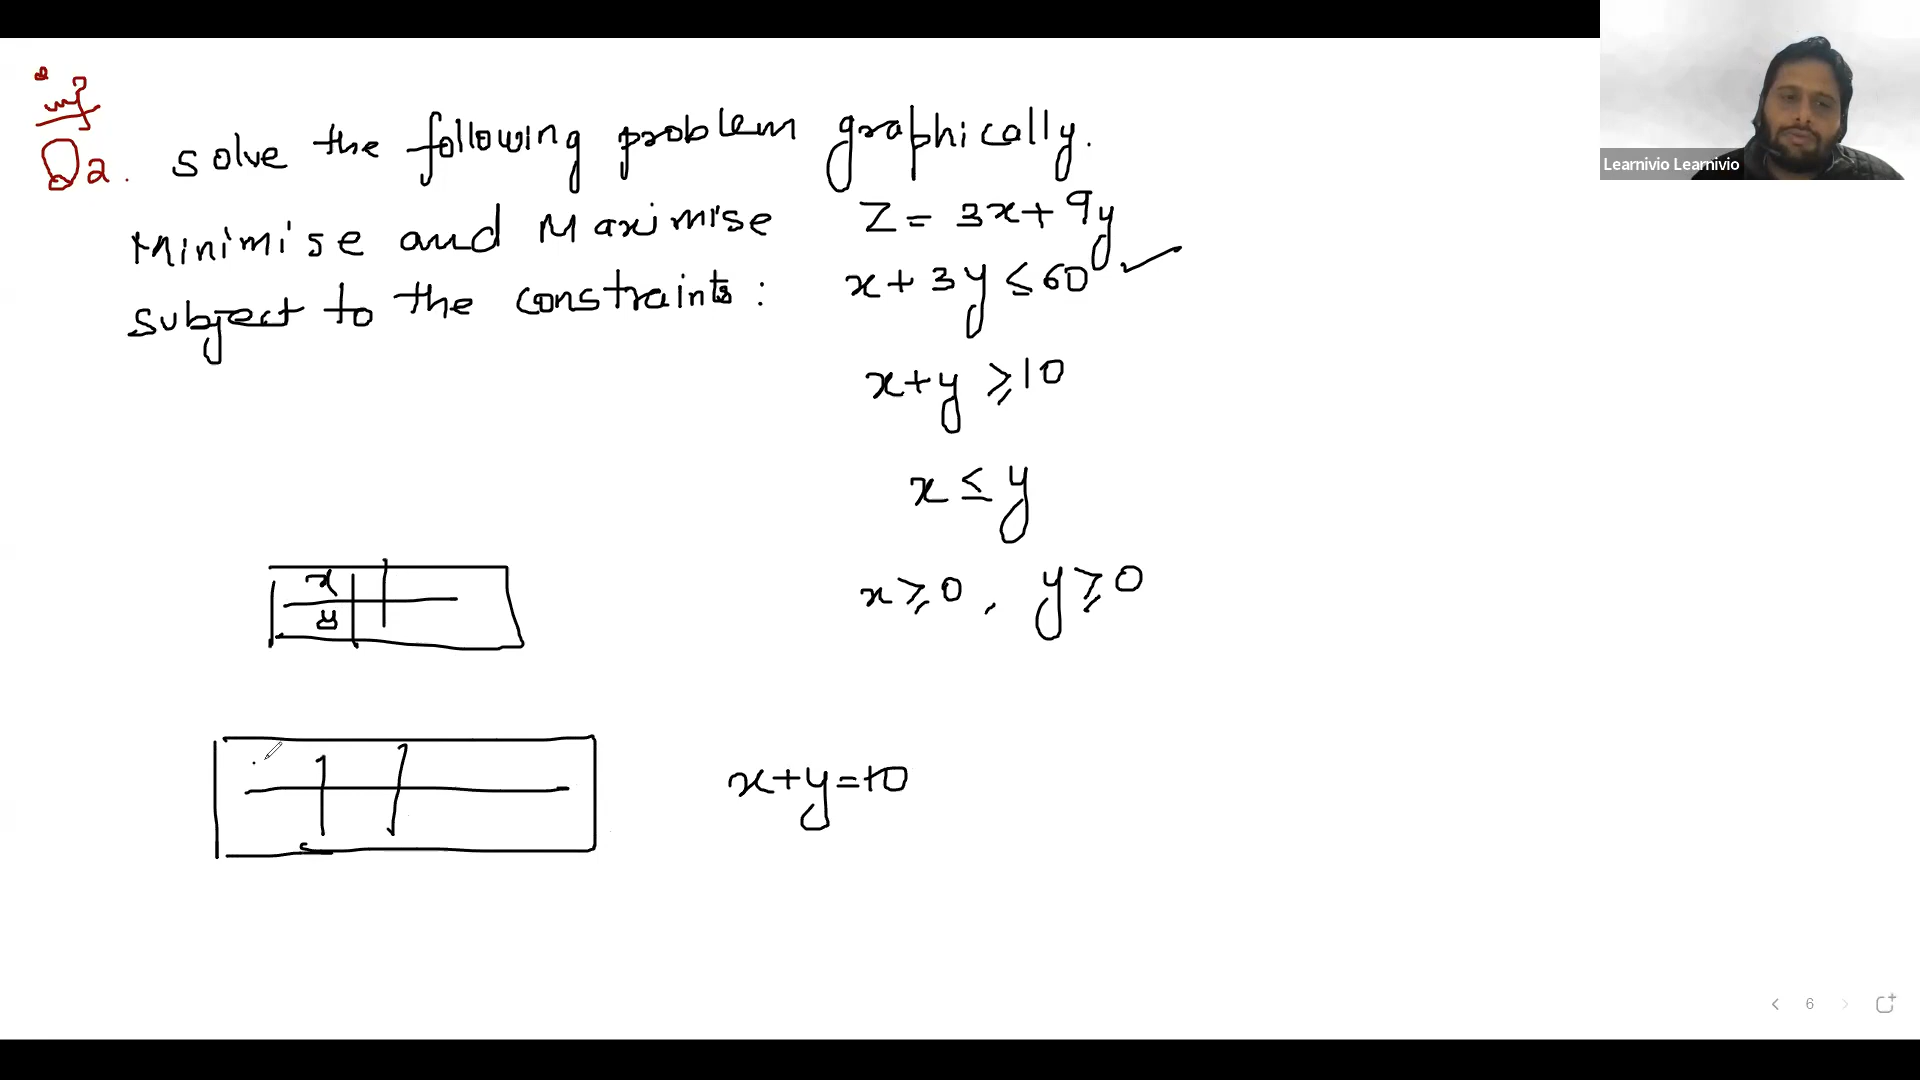 imp
Q2. solve the following problem graphically.
Minimise and Maximise Z = 3x + 9y
subject to the constraints: x + 3y ≤ 60
x + y ≥ 10
x ≤ y
x ≥ 0, y ≥ 0
x
y
x + y = 10
Learnivio Learnivio
6